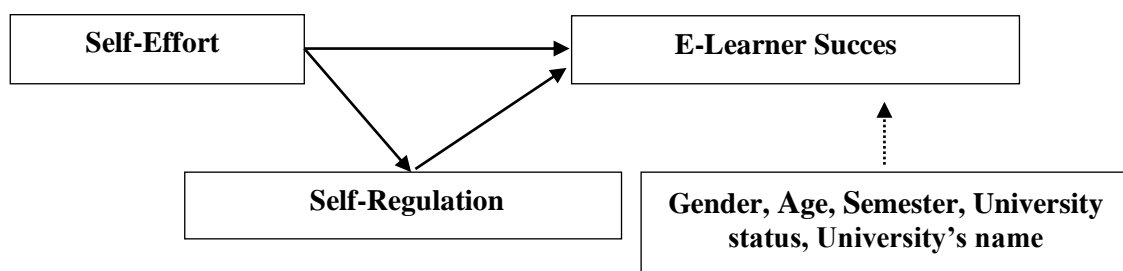 Self-Effort
E-Learner Succes
Self-Regulation
Gender, Age, Semester, University
status, University’s name